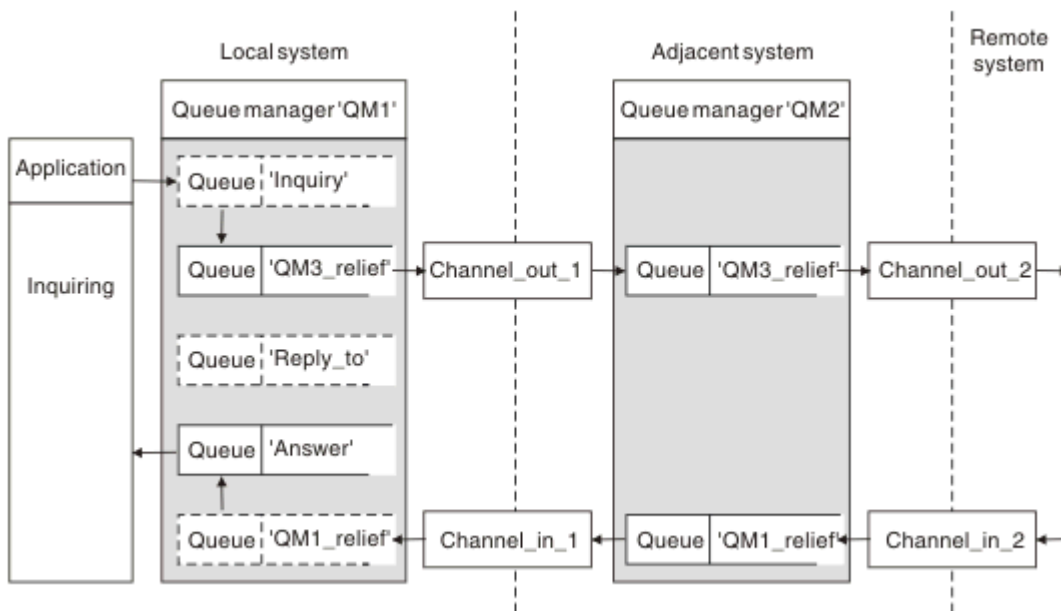 Local system
Adjacent system
Remote
system
Queue manager 'QM1'
Queue manager 'QM2'
Application
Inquiring
Queue 'Inquiry'
Queue 'QM3_relief'
Channel_out_1
Queue 'QM3_relief'
Channel_out_2
Queue 'Reply_to'
Queue 'Answer'
Queue 'QM1_relief'
Channel_in_1
Queue 'QM1_relief'
Channel_in_2